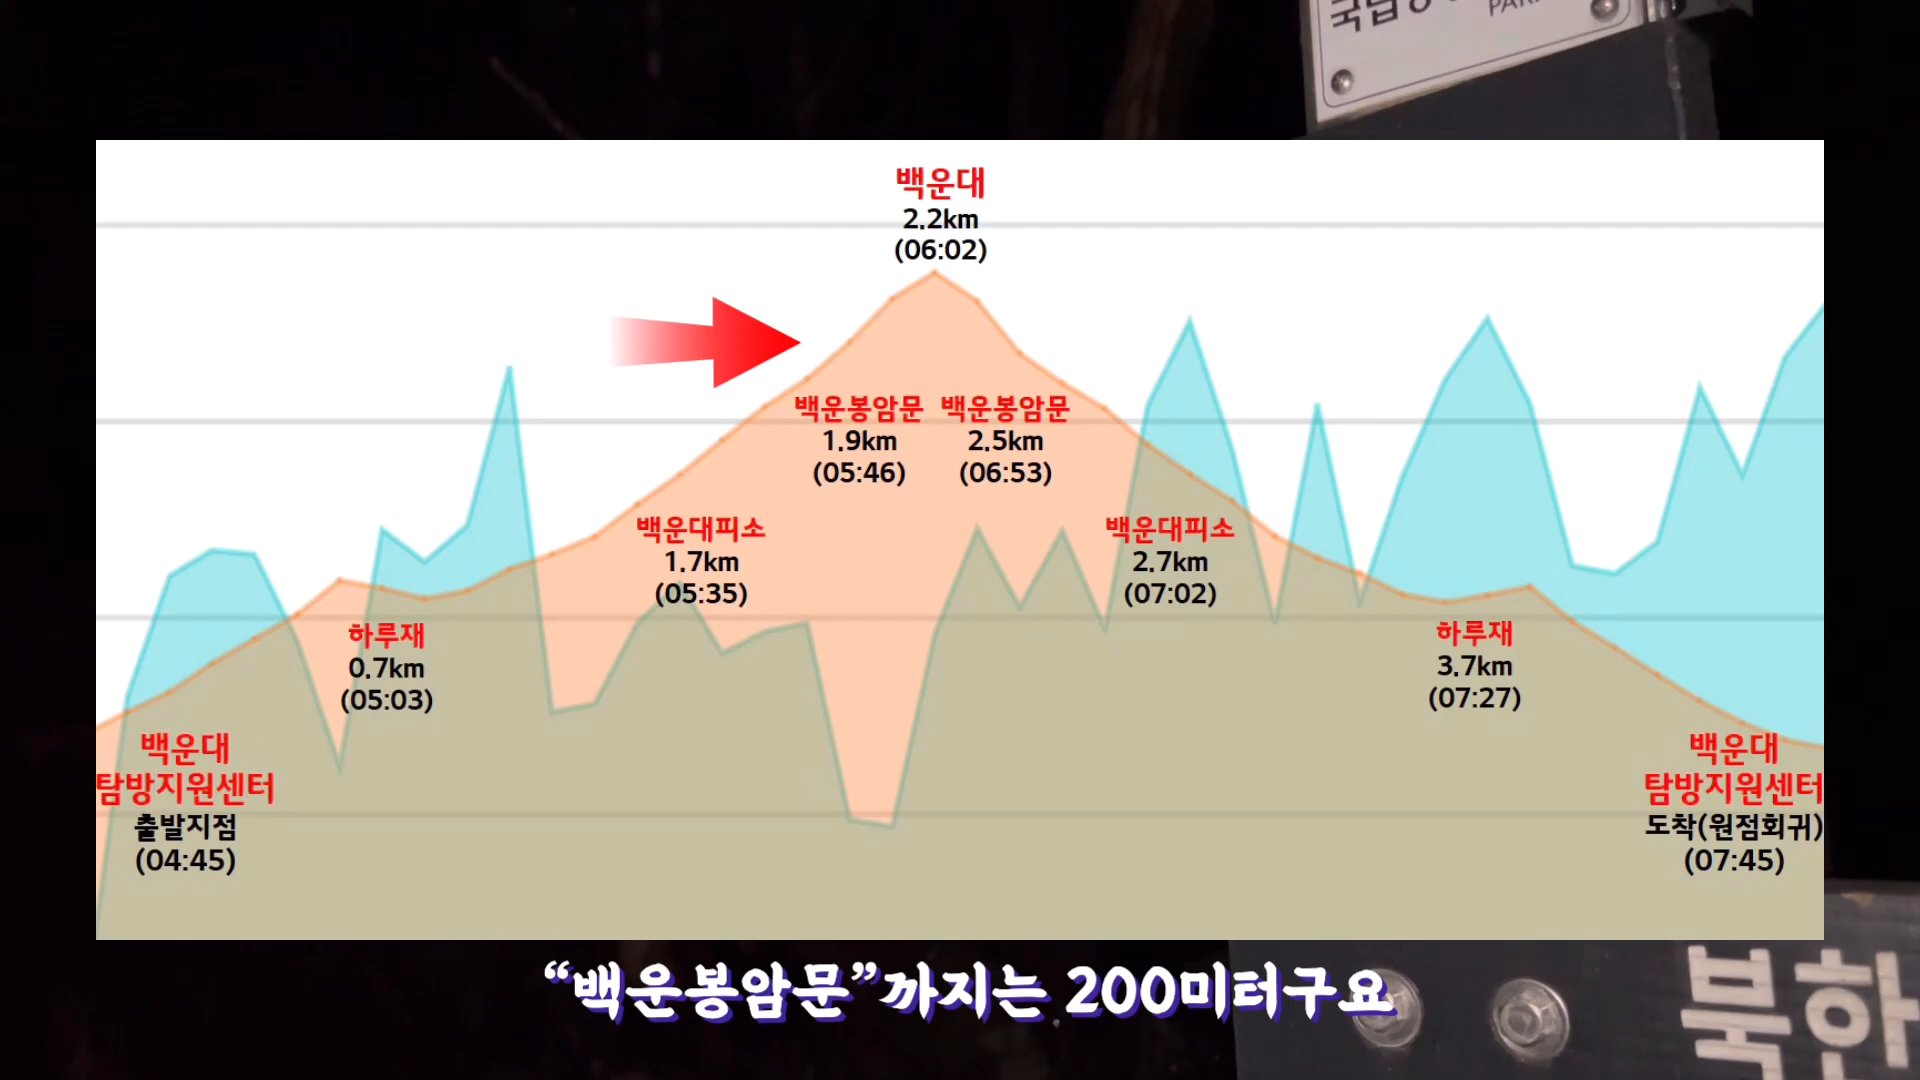 백운대
2.2km
(06:02)
백운봉암문
1.9km
(05:46)
백운봉암문
2.5km
(06:53)
백운대피소
1.7km
(05:35)
백운대피소
2.7km
(07:02)
하루재
0.7km
(05:03)
하루재
3.7km
(07:27)
백운대
탐방지원센터
출발지점
(04:45)
백운대
탐방지원센터
도착(원점회귀)
(07:45)
“백운봉암문”까지는 200미터구요
북한